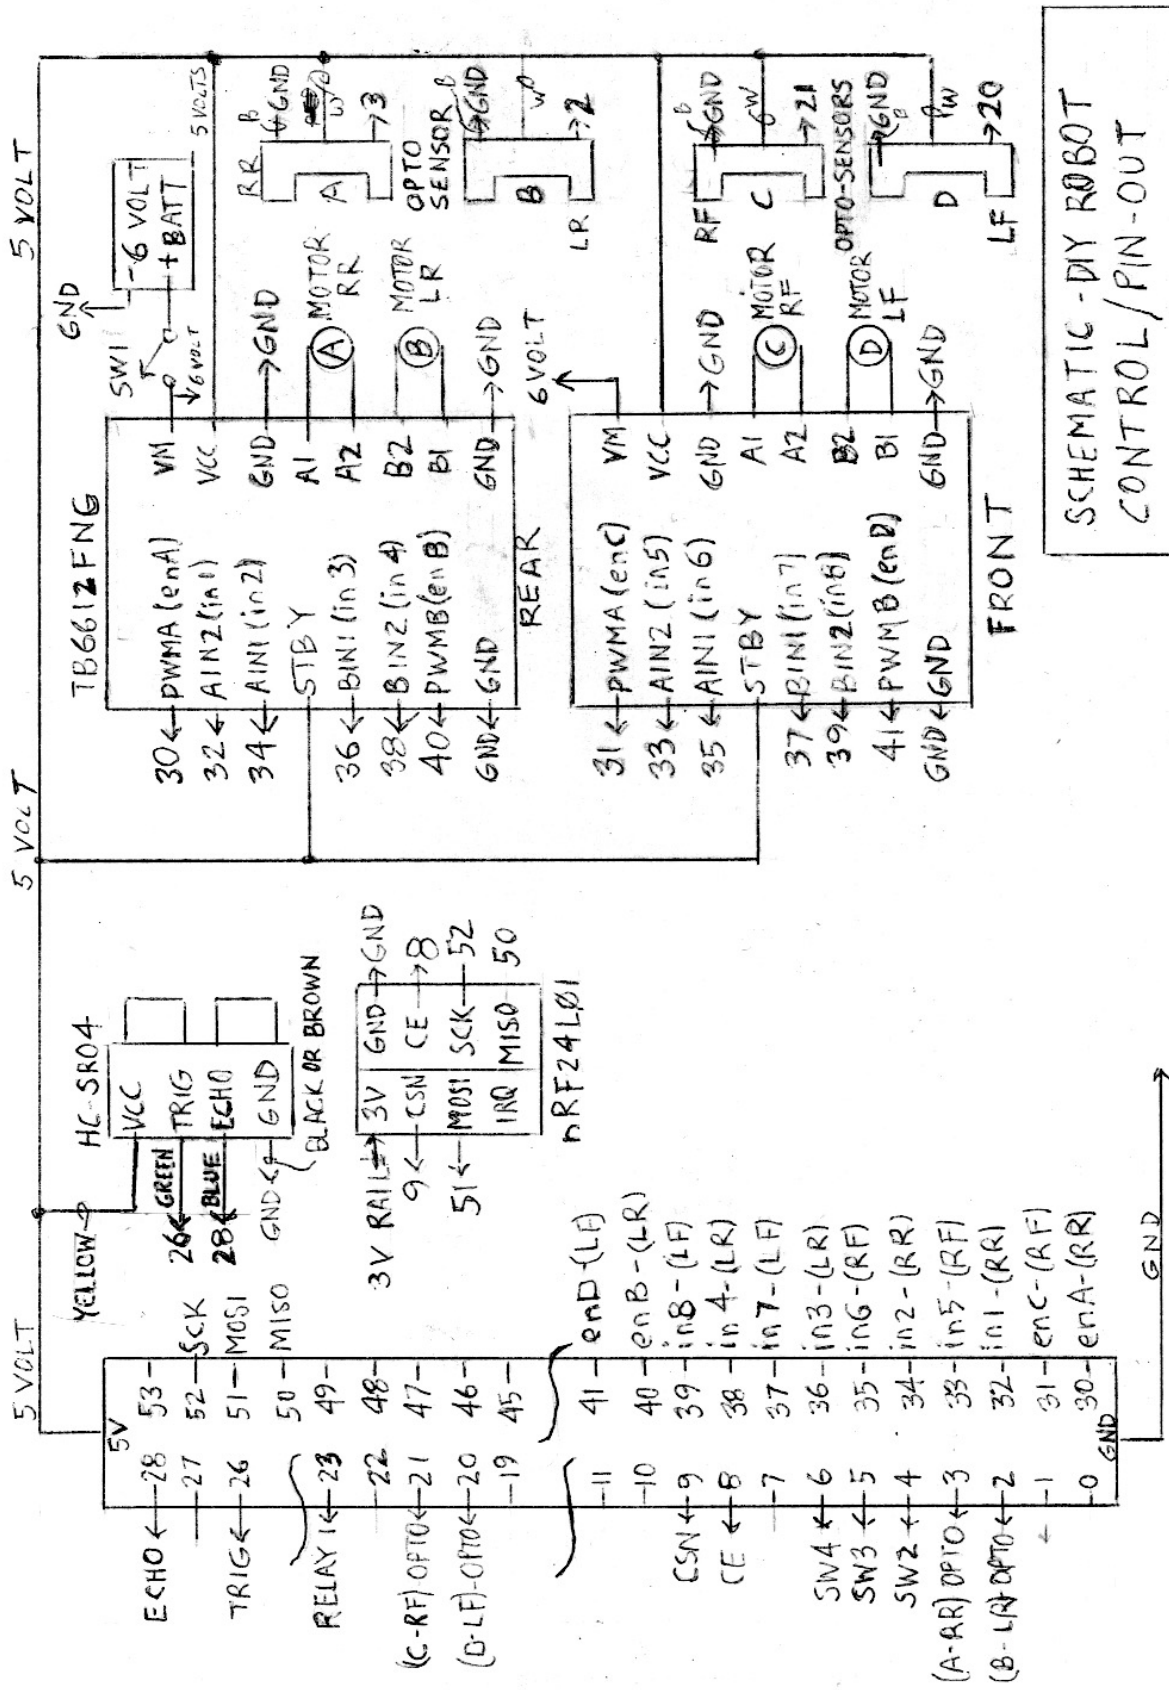 5 VOLT
5 VOLT
5 VOLT
5V
ECHO
28
27
TRIG
26
RELAY 1
23
22
(C-RF) OPTO
21
(D-LF)-OPTO
20
19
11
10
CSN
9
CE
8
7
SW4
6
SW3
5
SW2
4
(A-RR) OPTO
3
OPTO
2
1
0
53
52
SCK
51
MOSI
50
MISO
49
48
47
46
45
41
enD-(LF)
40
enB-(LR)
39
in8-(LF)
38
in4-(LR)
37
in7-(LF)
36
in3-(LR)
35
in6-(RF)
34
in2-(RR)
33
in5-(RF)
32
in1-(RR)
31
enC-(RF)
30
enA-(RR)
GND
GND
HC-SR04
YELLOW
VCC
26
GREEN
TRIG
28
BLUE
ECHO
GND
GND
BLACK OR BROWN
3V RAIL
3V
GND
GND
9
CSN
CE
8
51
MOSI
SCK
52
IRQ
MISO
50
nRF24LØ1
TB6612FNG
30
PWMA (enA)
VM
32
AIN2 (in1)
VCC
34
AIN1 (in2)
GND
GND
STBY
A1
36
BIN1 (in3)
A2
38
BIN2 (in4)
B2
40
PWMB (enB)
B1
GND
GND
GND
GND
REAR
GND
SW1
6VOLT
-6 VOLT
+BATT
5 VOLTS
A
MOTOR
RR
B
MOTOR
LR
RR
B
GND
A
3
OPTO
SENSOR
B
GND
B
2
LR
6VOLT
31
PWMA (enC)
VM
33
AIN2 (in5)
VCC
35
AIN1 (in6)
GND
GND
STBY
A1
37
BIN1 (in7)
A2
39
BIN2 (in8)
B2
41
PWMB (enD)
B1
GND
GND
GND
GND
FRONT
C
MOTOR
RF
D
MOTOR
LF
RF
B
GND
C
21
OPTO-SENSORS
GND
B
D
20
LF
SCHEMATIC - DIY ROBOT
CONTROL/PIN-OUT